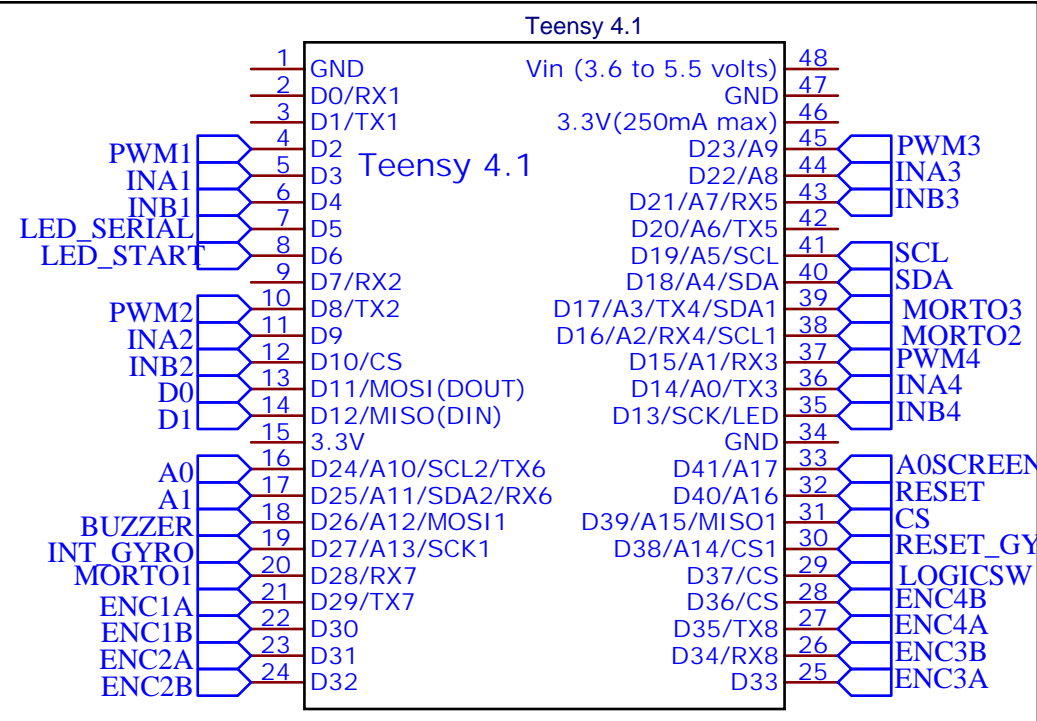 Teensy 4.1
1 GND Vin (3.6 to 5.5 volts) 48
2 D0/RX1 GND 47
3 D1/TX1 3.3V(250mA max) 46
PWM1 4 D2 Teensy 4.1 D23/A9 45 PWM3
INA1 5 D3 D22/A8 44 INA3
INB1 6 D4 D21/A7/RX5 43 INB3
LED_SERIAL 7 D5 D20/A6/TX5 42
LED_START 8 D6 D19/A5/SCL 41 SCL
9 D7/RX2 D18/A4/SDA 40 SDA
PWM2 10 D8/TX2 D17/A3/TX4/SDA1 39 MORTO3
INA2 11 D9 D16/A2/RX4/SCL1 38 MORTO2
INB2 12 D10/CS D15/A1/RX3 37 PWM4
D0 13 D11/MOSI(DOUT) D14/A0/TX3 36 INA4
D1 14 D12/MISO(DIN) D13/SCK/LED 35 INB4
15 3.3V GND 34
A0 16 D24/A10/SCL2/TX6 D41/A17 33 A0SCREEN
A1 17 D25/A11/SDA2/RX6 D40/A16 32 RESET
BUZZER 18 D26/A12/MOSI1 D39/A15/MISO1 31 CS
INT_GYRO 19 D27/A13/SCK1 D38/A14/CS1 30 RESET_GY
MORTO1 20 D28/RX7 D37/CS 29 LOGICSW
ENC1A 21 D29/TX7 D36/CS 28 ENC4B
ENC1B 22 D30 D35/TX8 27 ENC4A
ENC2A 23 D31 D34/RX8 26 ENC3B
ENC2B 24 D32 D33 25 ENC3A